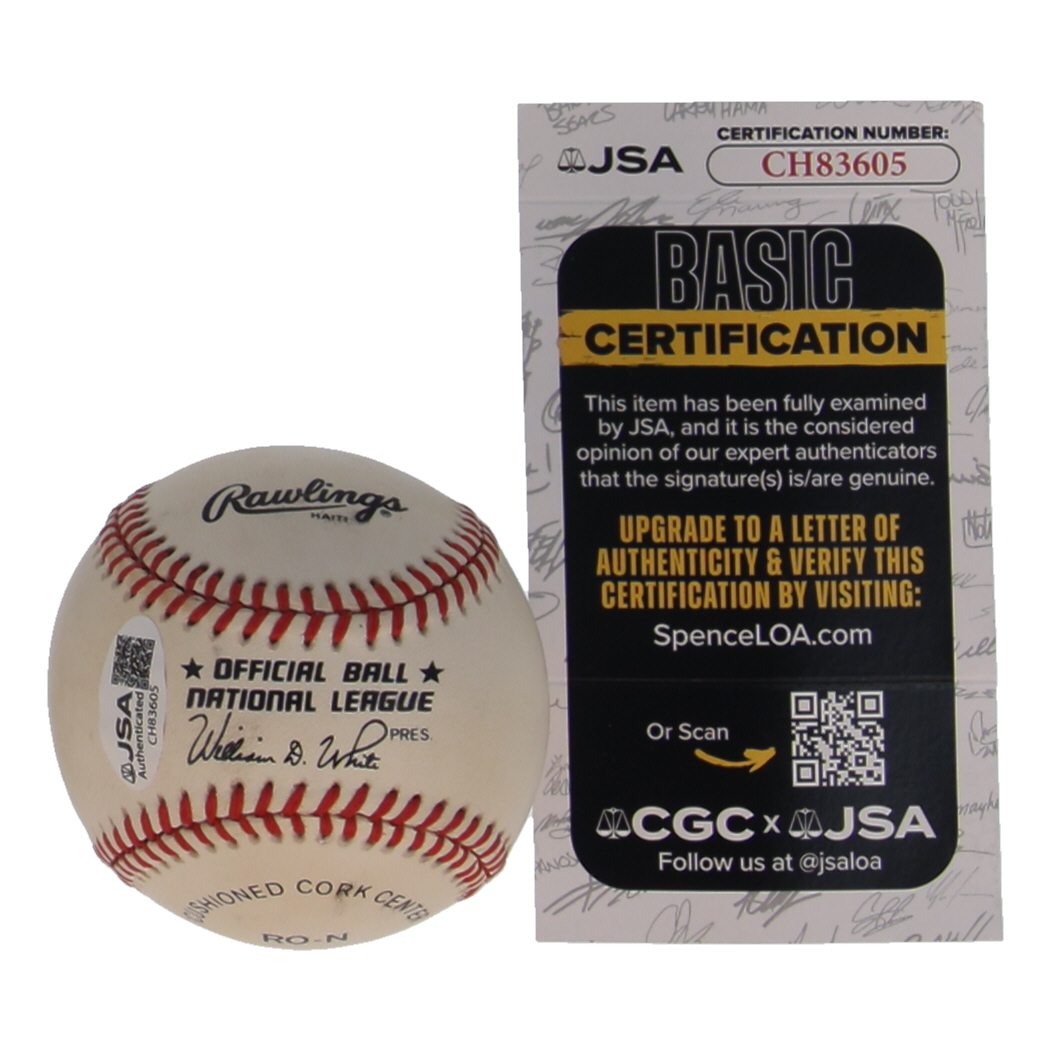 Rawlings®
HAITI
★ OFFICIAL BALL ★
NATIONAL LEAGUE
William D. White PRES.
JSA
Authenticated
CH83605
CUSHIONED CORK CENTER
RO-N
LARRY HAMA
JSA
CERTIFICATION NUMBER:
CH83605
BASIC
CERTIFICATION
This item has been fully examined
by JSA, and it is the considered
opinion of our expert authenticators
that the signature(s) is/are genuine.
UPGRADE TO A LETTER OF
AUTHENTICITY & VERIFY THIS
CERTIFICATION BY VISITING:
SpenceLOA.com
Or Scan
CGC x JSA
Follow us at @jsaloa